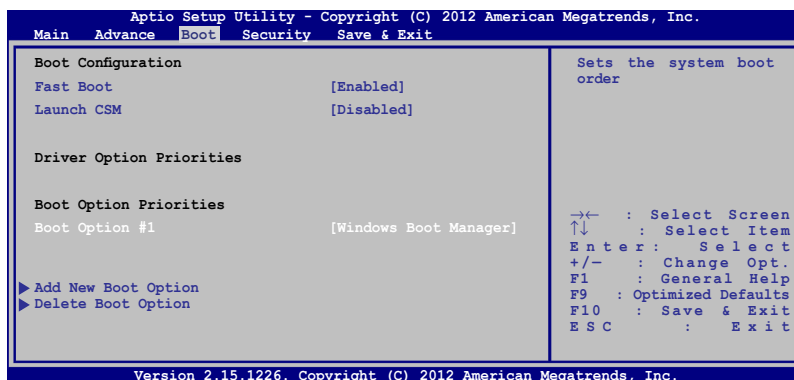 Aptio Setup Utility - Copyright (C) 2012 American Megatrends, Inc.
Main Advance Boot Security Save & Exit
Boot Configuration
Fast Boot [Enabled]
Launch CSM [Disabled]
Driver Option Priorities
Boot Option Priorities
Boot Option #1 [Windows Boot Manager]
Add New Boot Option
Delete Boot Option
Sets the system boot
order
→← : Select Screen
↑↓ : Select Item
Enter: Select
+/— : Change Opt.
F1 : General Help
F9 : Optimized Defaults
F10 : Save & Exit
ESC : Exit
Version 2.15.1226. Copyright (C) 2012 American Megatrends, Inc.